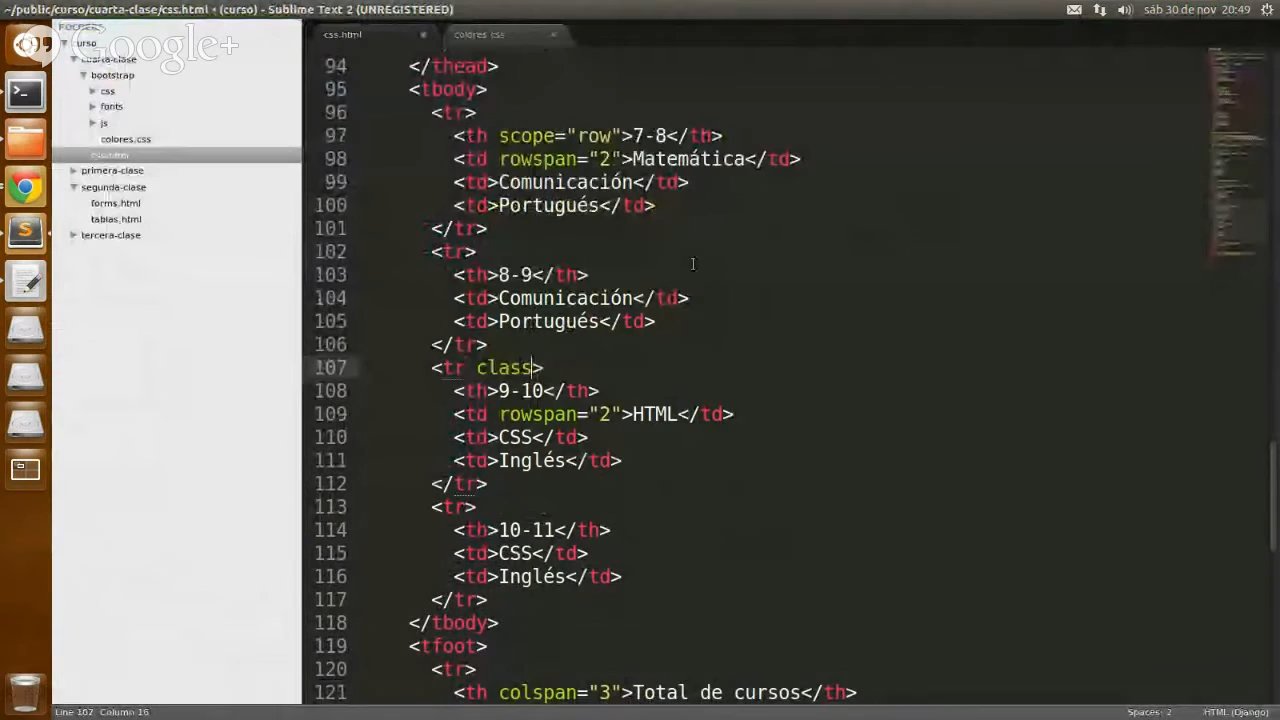 ~/public/curso/cuarta-clase/css.html • (curso) - Sublime Text 2 (UNREGISTERED)
sáb 30 de nov 20:49
FOLDERS
curso
cuarta-clase
bootstrap
css
fonts
js
colores.css
css.html
primera-clase
segunda-clase
forms.html
tablas.html
tercera-clase
Google+
css.html
colores.css
94 </thead>
95 <tbody>
96 <tr>
97 <th scope="row">7-8</th>
98 <td rowspan="2">Matemática</td>
99 <td>Comunicación</td>
100 <td>Portugués</td>
101 </tr>
102 <tr>
103 <th>8-9</th>
104 <td>Comunicación</td>
105 <td>Portugués</td>
106 </tr>
107 <tr class>
108 <th>9-10</th>
109 <td rowspan="2">HTML</td>
110 <td>CSS</td>
111 <td>Inglés</td>
112 </tr>
113 <tr>
114 <th>10-11</th>
115 <td>CSS</td>
116 <td>Inglés</td>
117 </tr>
118 </tbody>
119 <tfoot>
120 <tr>
121 <th colspan="3">Total de cursos</th>
Line 107, Column 16
Spaces: 2
HTML (Django)